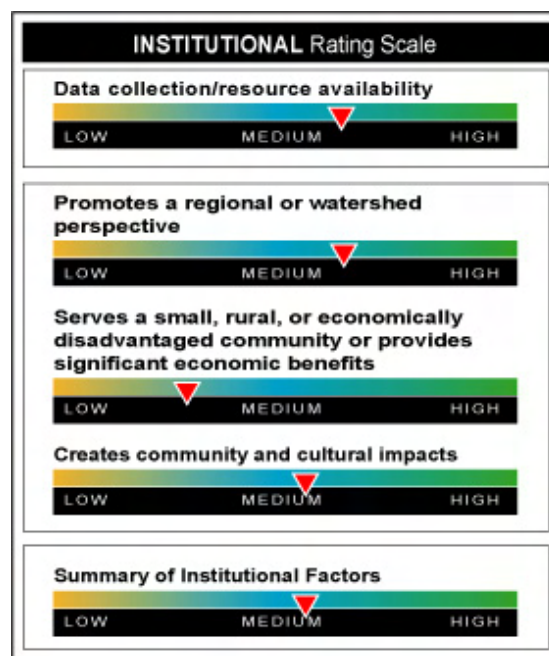 INSTITUTIONAL Rating Scale
Data collection/resource availability
LOW MEDIUM HIGH
Promotes a regional or watershed
perspective
LOW MEDIUM HIGH
Serves a small, rural, or economically
disadvantaged community or provides
significant economic benefits
LOW MEDIUM HIGH
Creates community and cultural impacts
LOW MEDIUM HIGH
Summary of Institutional Factors
LOW MEDIUM HIGH